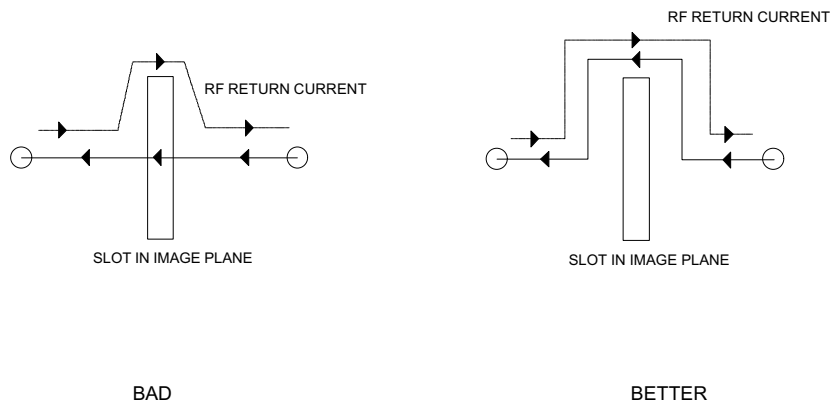 RF RETURN CURRENT
RF RETURN CURRENT
SLOT IN IMAGE PLANE
SLOT IN IMAGE PLANE
BAD
BETTER